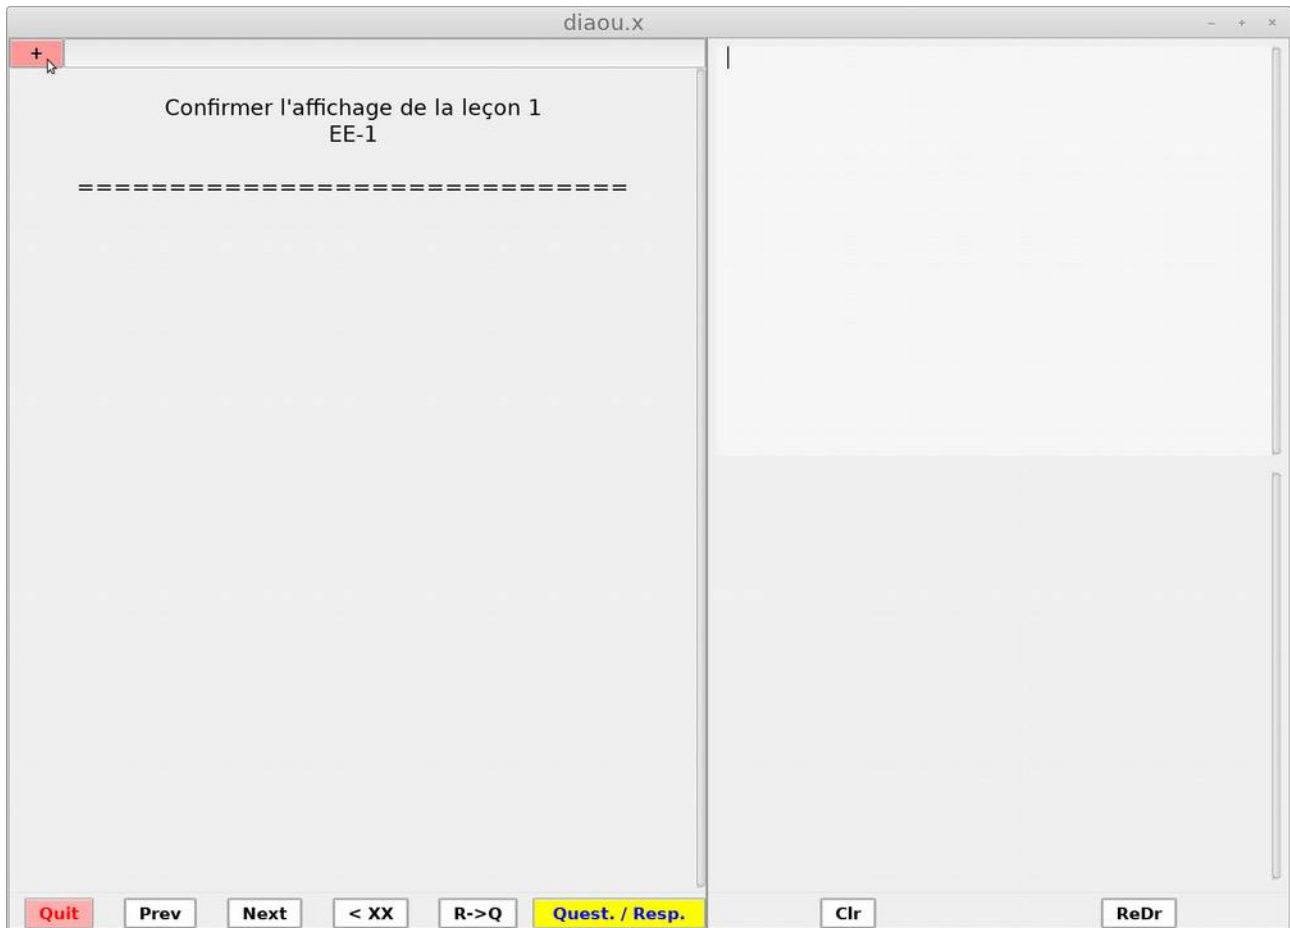 diaou.x
+
Confirmer l'affichage de la leçon 1
EE-1
==============================
Quit Prev Next < XX R->Q Quest. / Resp. Clr ReDr